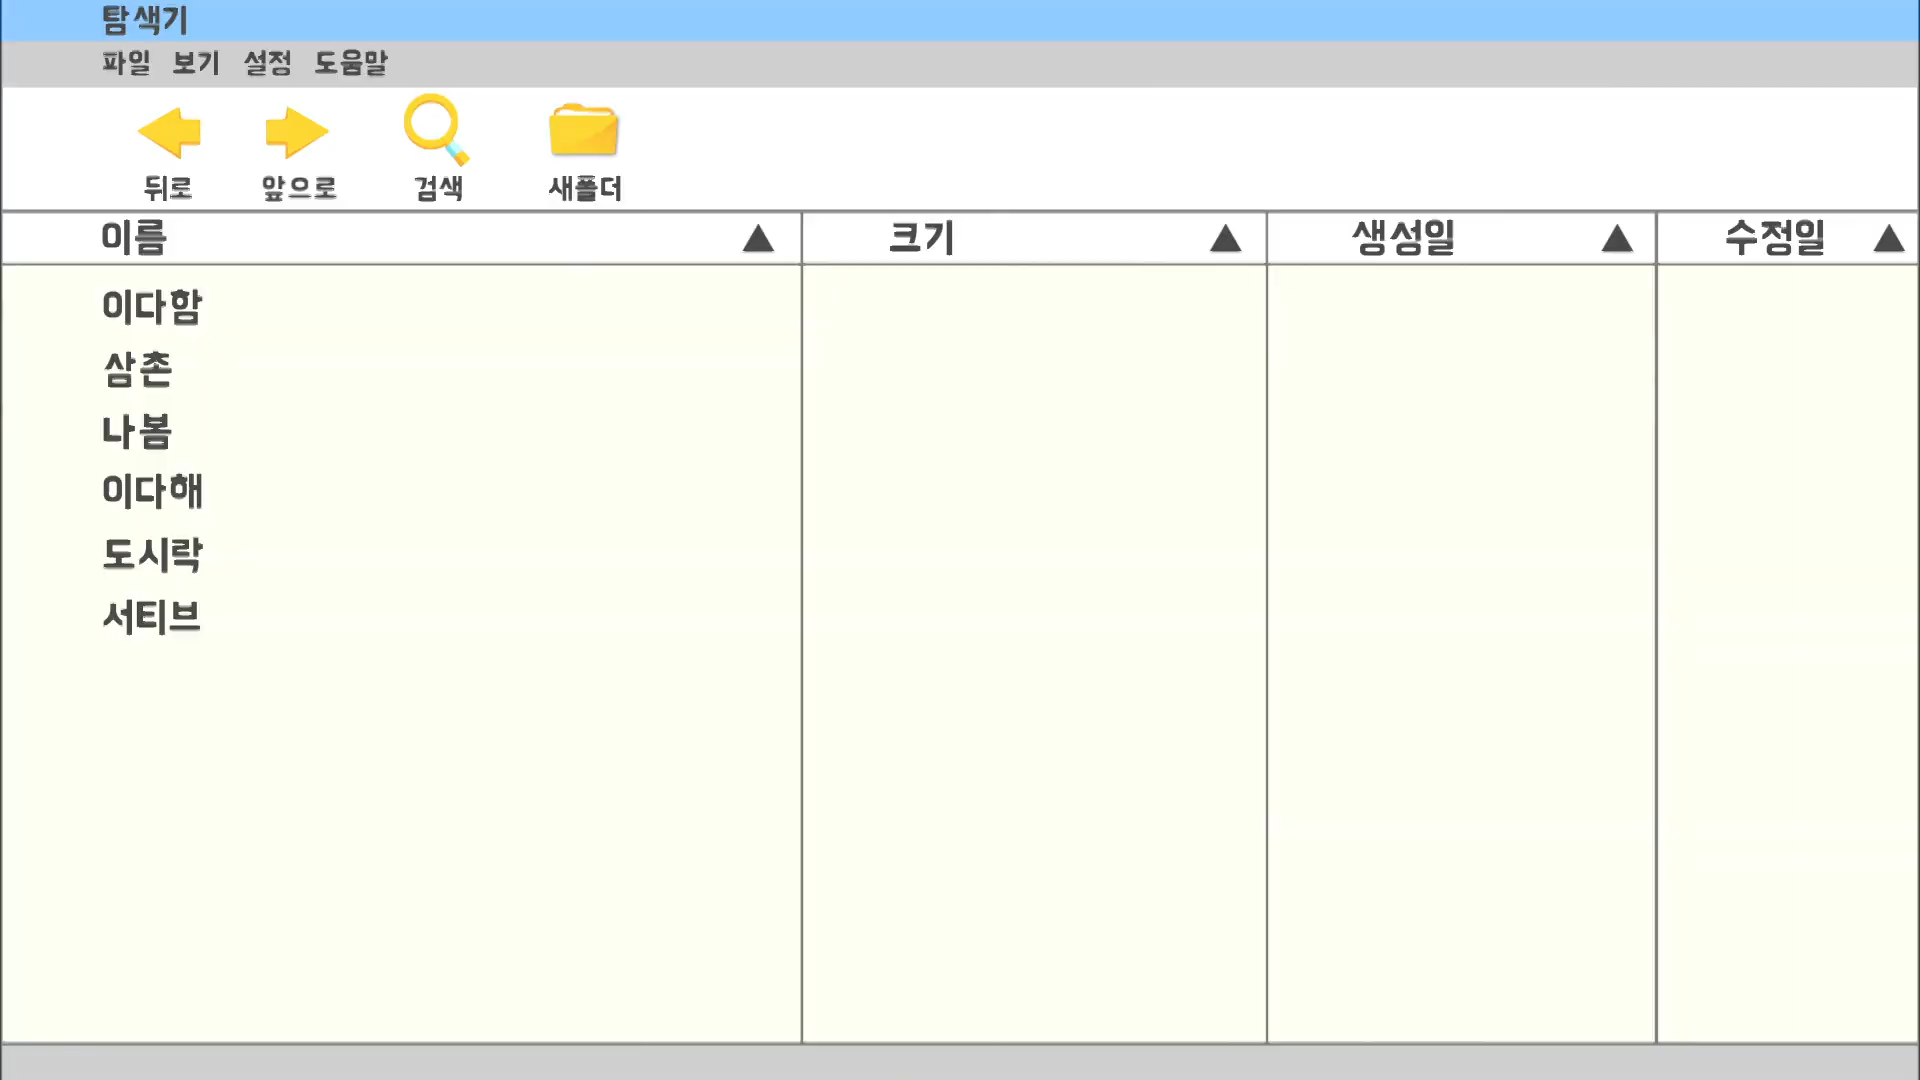 탐색기
파일 보기 설정 도움말
뒤로 앞으로 검색 새폴더
이름 ▲ 크기 ▲ 생성일 ▲ 수정일 ▲
이다함
삼촌
나봄
이다해
도시락
서티브